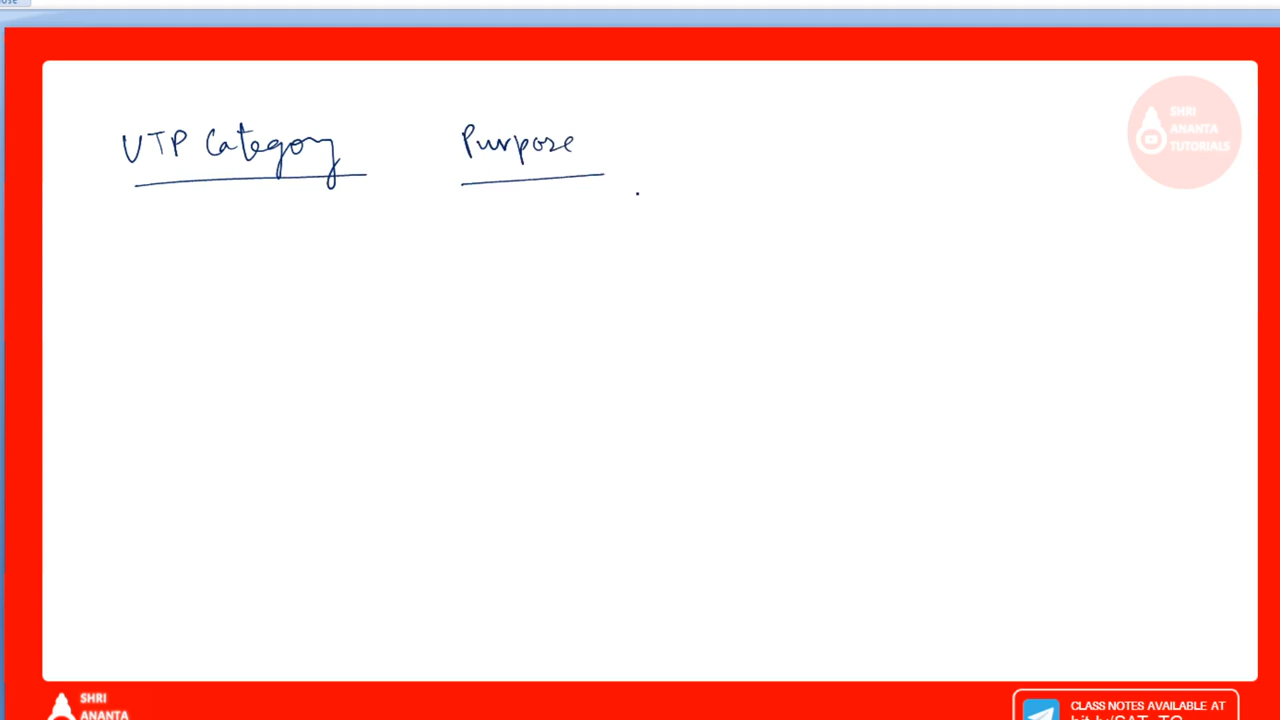 UTP Category Purpose
SHRI
ANANTA
TUTORIALS
SHRI
ANANTA
CLASS NOTES AVAILABLE AT